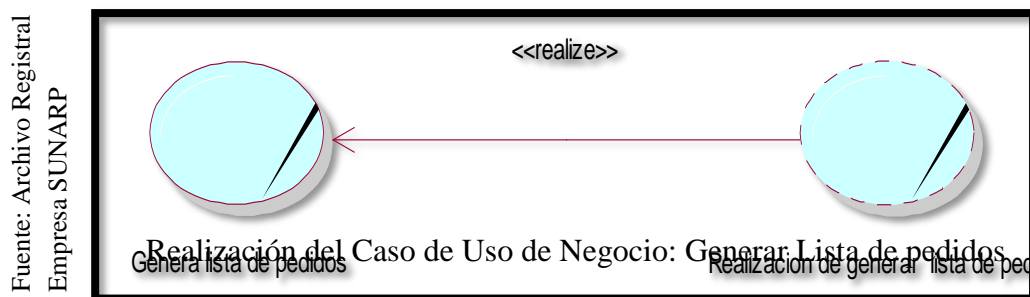 Fuente: Archivo Registral
Empresa SUNARP
<<realize>>
Realización del Caso de Uso de Negocio: Generar Lista de pedidos
Genera lista de pedidos
Realizacion de generar lista de ped